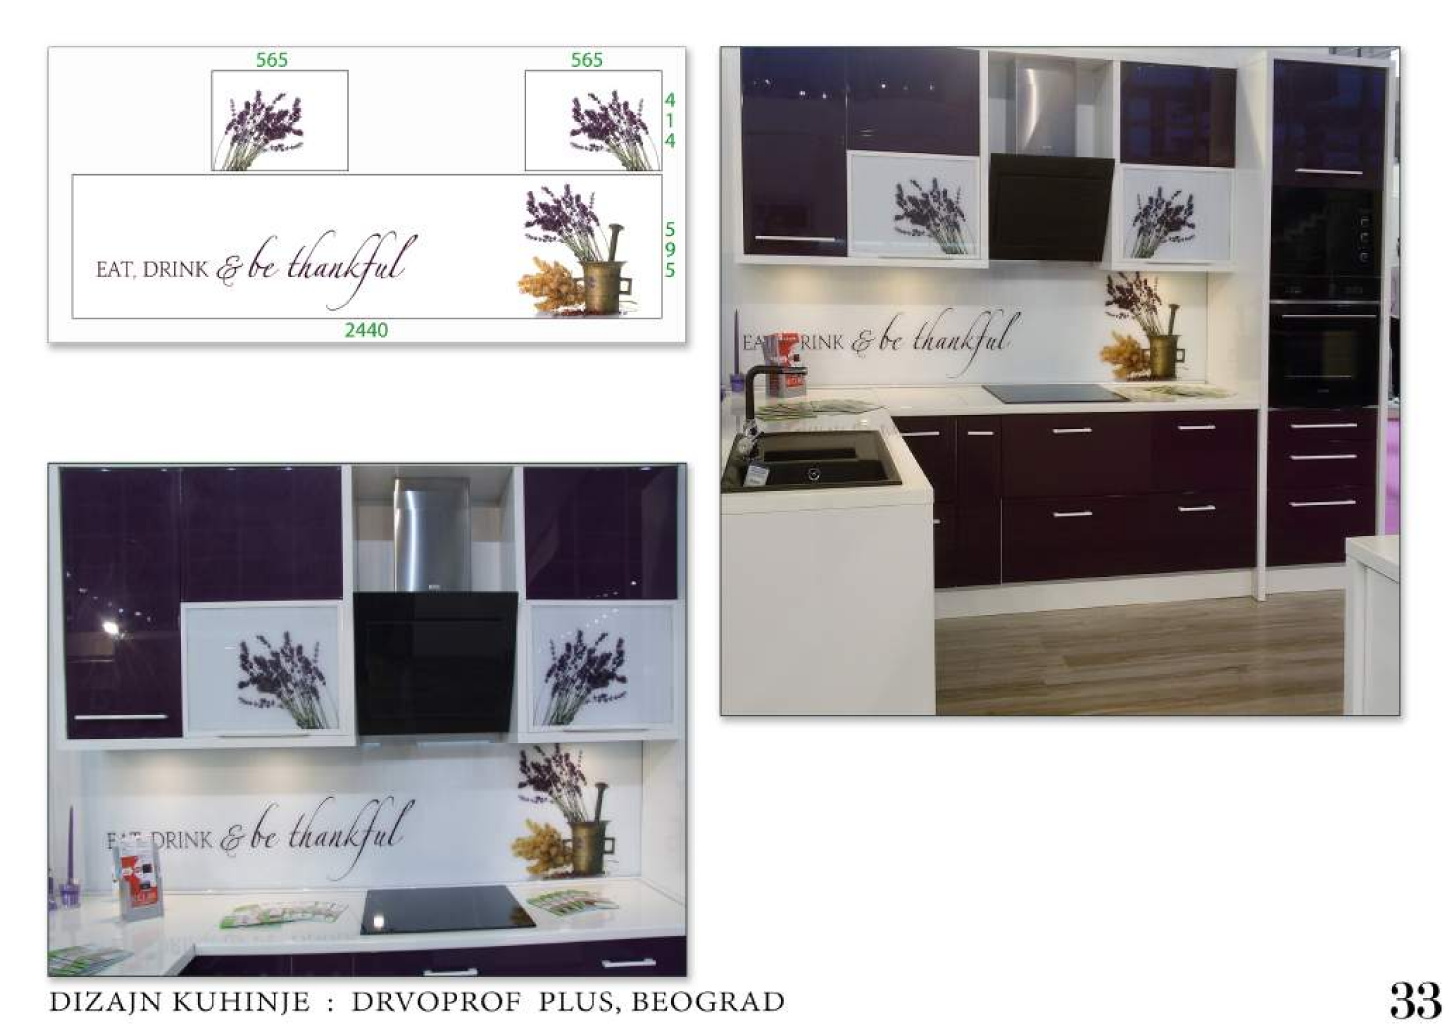 565
565
414
EAT, DRINK & be thankful
595
2440
EAT, DRINK & be thankful
EAT, DRINK & be thankful
DIZAJN KUHINJE : DRVOPROF PLUS, BEOGRAD
33